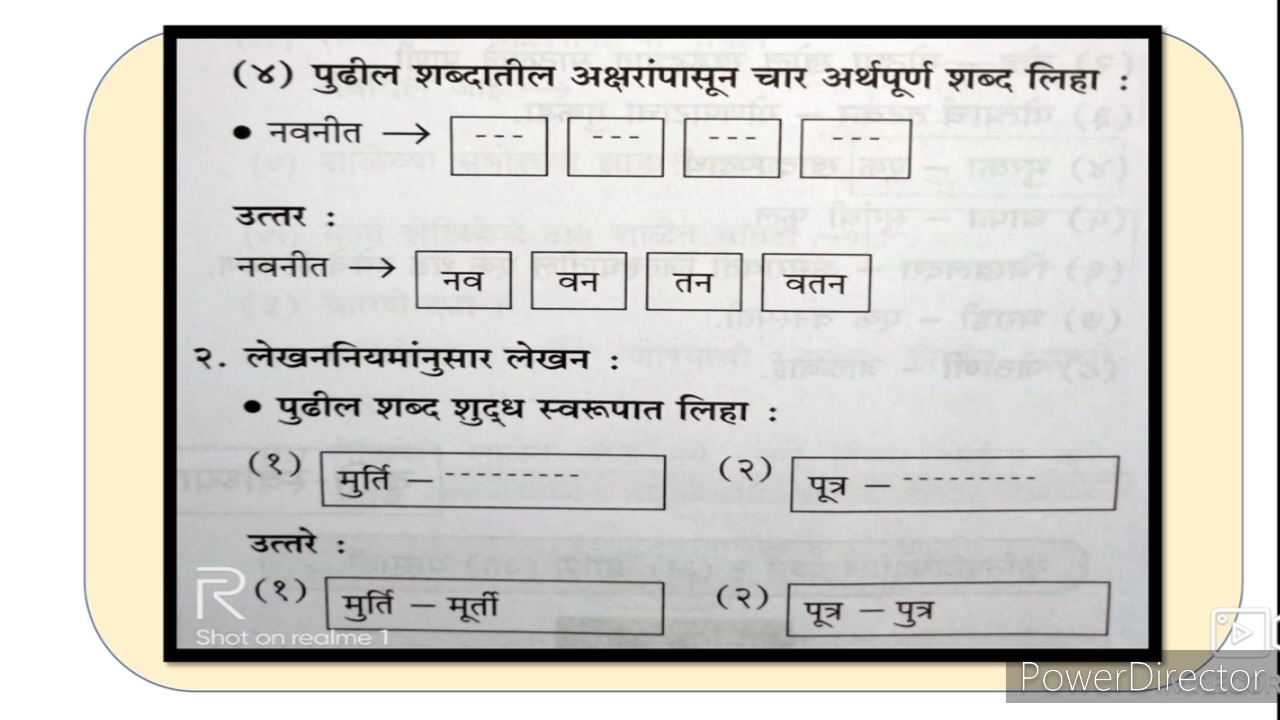 (४) पुढील शब्दातील अक्षरांपासून चार अर्थपूर्ण शब्द लिहा :
• नवनीत → --- --- --- ---
उत्तर :
नवनीत → नव वन तन वतन
२. लेखननियमांनुसार लेखन :
• पुढील शब्द शुद्ध स्वरूपात लिहा :
(१) मुर्ति – --------- (२) पूत्र – ---------
उत्तरे :
(१) मुर्ति – मूर्ती (२) पूत्र – पुत्र
R
Shot on realme 1
PowerDirector